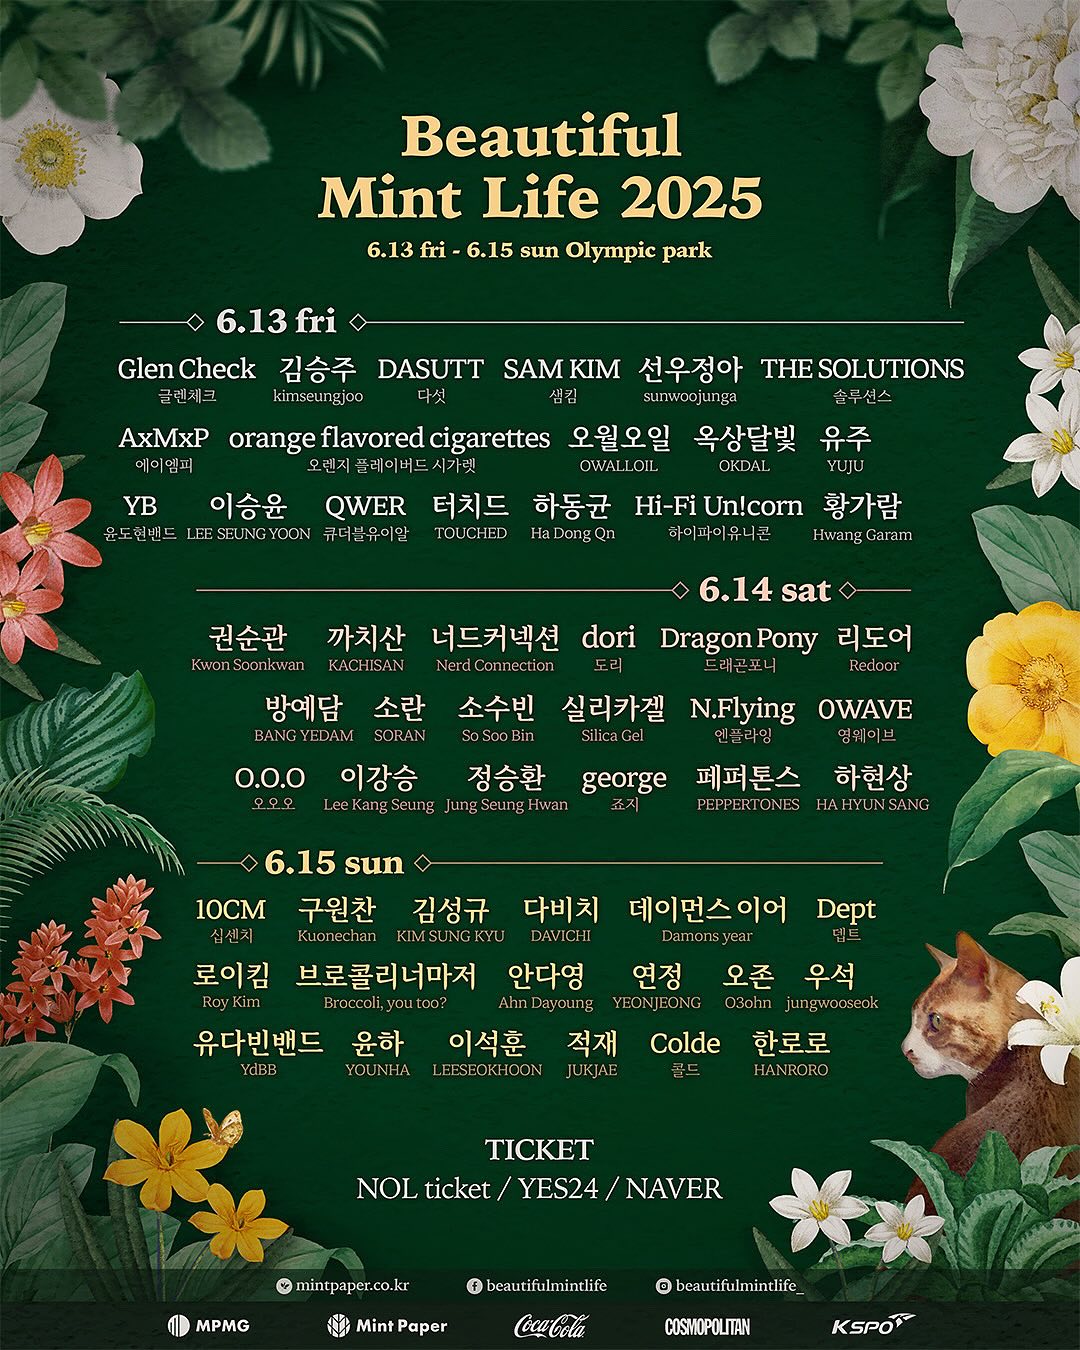 Beautiful
Mint Life 2025
6.13 fri - 6.15 sun Olympic park
6.13 fri
Glen Check 김승주 DASUTT SAM KIM 선우정아 THE SOLUTIONS
글렌체크 kimseungjoo 다섯 샘킴 sunwoojunga 솔루션스
AxMxP orange flavored cigarettes 오월오일 옥상달빛 유주
에이엠피 오렌지 플레이버드 시가렛 OWALLOIL OKDAL YUJU
YB 이승윤 QWER 터치드 하동균 Hi-Fi Un!corn 황가람
윤도현밴드 LEE SEUNG YOON 큐더블유이알 TOUCHED Ha Dong Qn 하이파이유니콘 Hwang Garam
6.14 sat
권순관 까치산 너드커넥션 dori Dragon Pony 리도어
Kwon Soonkwan KACHISAN Nerd Connection 도리 드래곤포니 Redoor
방예담 소란 소수빈 실리카겔 N.Flying 0WAVE
BANG YEDAM SORAN So Soo Bin Silica Gel 엔플라잉 영웨이브
O.O.O 이강승 정승환 george 페퍼톤스 하현상
오오오 Lee Kang Seung Jung Seung Hwan 죠지 PEPPERTONES HA HYUN SANG
6.15 sun
10CM 구원찬 김성규 다비치 데이먼스 이어 Dept
십센치 Kuonechan KIM SUNG KYU DAVICHI Damons year 뎁트
로이킴 브로콜리너마저 안다영 연정 오존 우석
Roy Kim Broccoli, you too? Ahn Dayoung YEONJEONG O3ohn jungwooseok
유다빈밴드 윤하 이석훈 적재 Colde 한로로
YdBB YOUNHA LEESEOKHOON JUKJAE 콜드 HANRORO
TICKET
NOL ticket / YES24 / NAVER
mintpaper.co.kr beautifulmintlife beautifulmintlife_
MPMG Mint Paper Coca-Cola COSMOPOLITAN KSPO